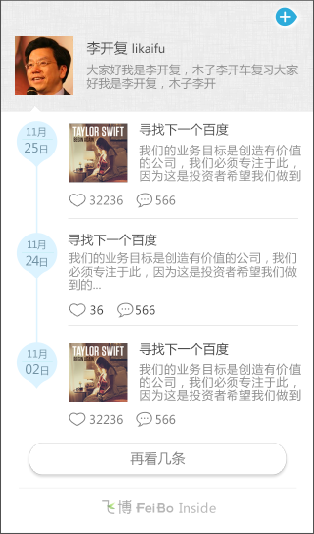 李开复 likaifu
大家好我是李开复，木子李开车复习大家
好我是李开复，木子李开
11月
25日
TAYLOR SWIFT
BEGIN AGAIN
寻找下一个百度
我们的业务目标是创造有价值
的公司，我们必须专注于此，
因为这是投资者希望我们做到
32236
566
11月
24日
寻找下一个百度
我们的业务目标是创造有价值的公司，我们
必须专注于此，因为这是投资者希望我们做
到的...
36
566
11月
02日
TAYLOR SWIFT
BEGIN AGAIN
寻找下一个百度
我们的业务目标是创造有价值
的公司，我们必须专注于此，
因为这是投资者希望我们做到
32236
566
再看几条
飞博 FeiBo Inside